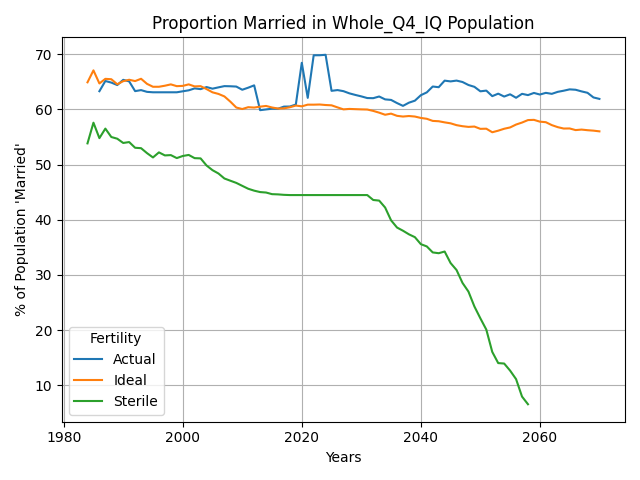 Proportion Married in Whole_Q4_IQ Population
% of Population 'Married'
70
60
50
40
30
20
10
Fertility
Actual
Ideal
Sterile
1980
2000
2020
2040
2060
Years